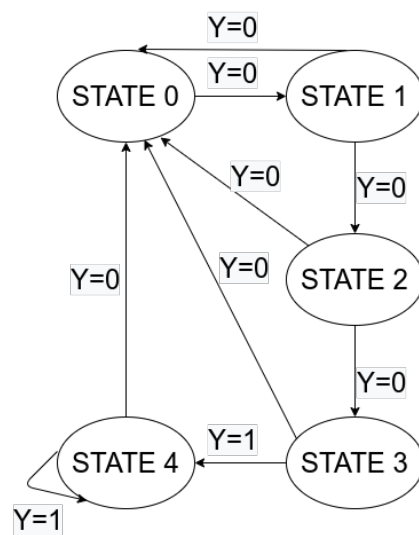 Y=0
STATE 0
Y=0
STATE 1
Y=0
Y=0
STATE 2
Y=0
Y=0
Y=0
STATE 4
Y=1
STATE 3
Y=1